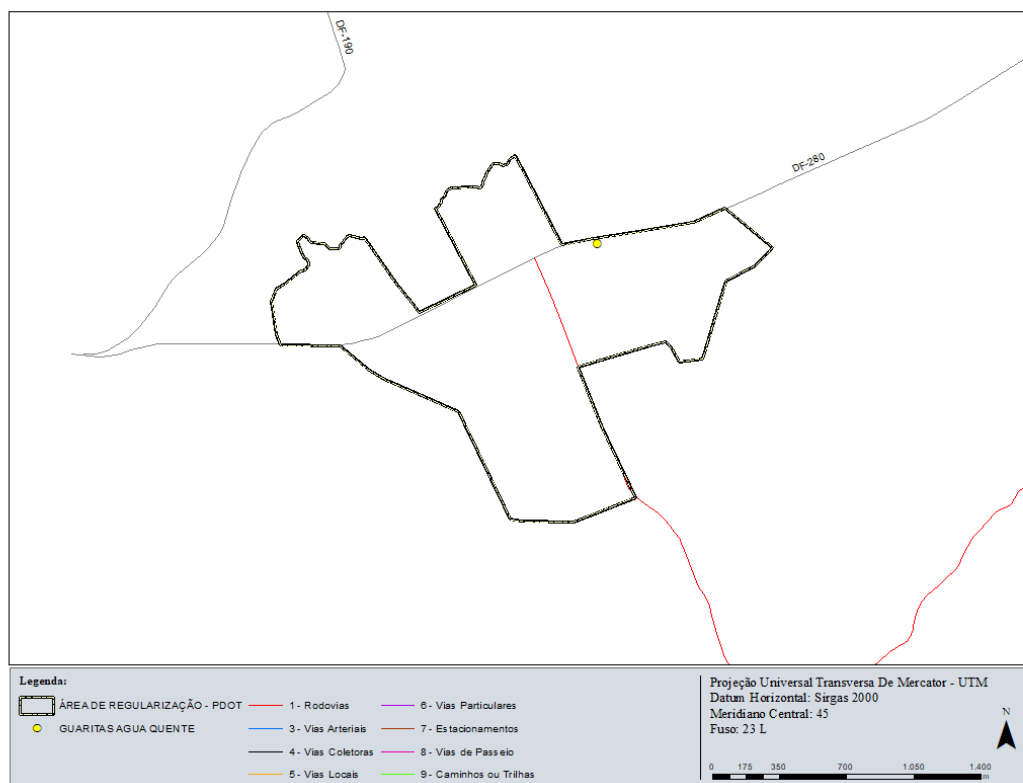 DF-190
DF-280
Legenda:
ÁREA DE REGULARIZAÇÃO - PDOT
GUARITAS AGUA QUENTE
1 - Rodovias
3 - Vias Arteriais
4 - Vias Coletoras
5 - Vias Locais
6 - Vias Particulares
7 - Estacionamentos
8 - Vias de Passeio
9 - Caminhos ou Trilhas
Projeção Universal Transversa De Mercator - UTM
Datum Horizontal: Sirgas 2000
Meridiano Central: 45
Fuso: 23 L
N
0 175 350 700 1.050 1.400
m